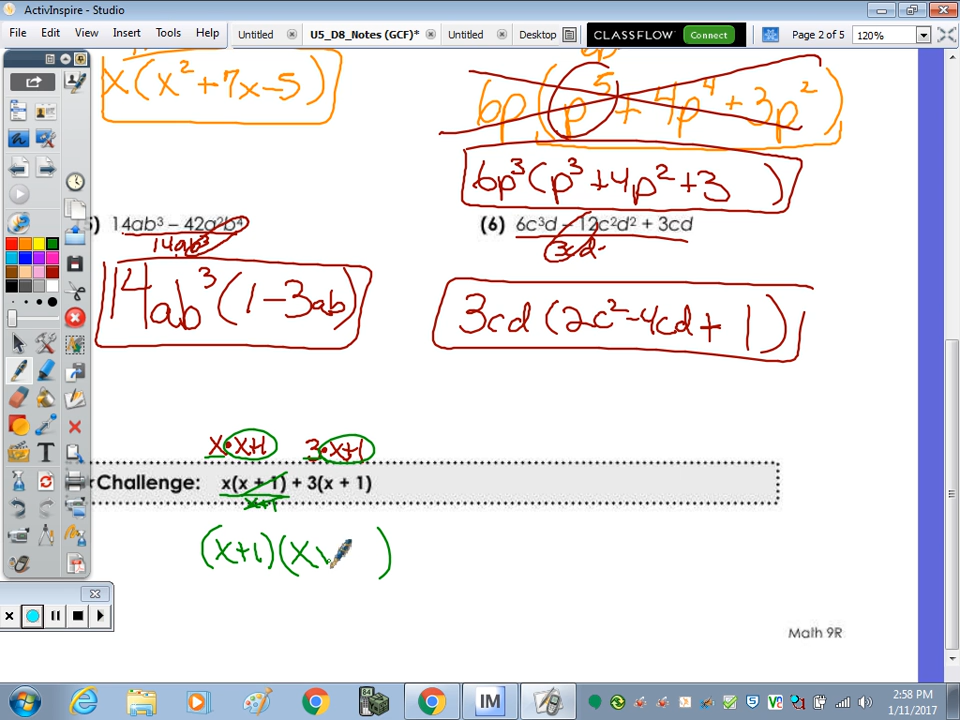 ActivInspire - Studio
File Edit View Insert Tools Help Untitled U5_D8_Notes (GCF)* Untitled Desktop CLASSFLOW Connect Page 2 of 5 120%
x(x² + 7x - 5)
6p(p⁵ + 4p⁴ + 3p²)
6p³(p³ + 4p² + 3 )
5) 14ab³ – 42a²b⁴
14ab³
14ab³(1 - 3ab)
(6) 6c³d – 12c²d² + 3cd
3cd
3cd(2c² - 4cd + 1)
x • x+1 3 • x+1
Challenge: x(x + 1) + 3(x + 1)
x+1
(x+1)(x )
Math 9R
IM
2:58 PM
1/11/2017